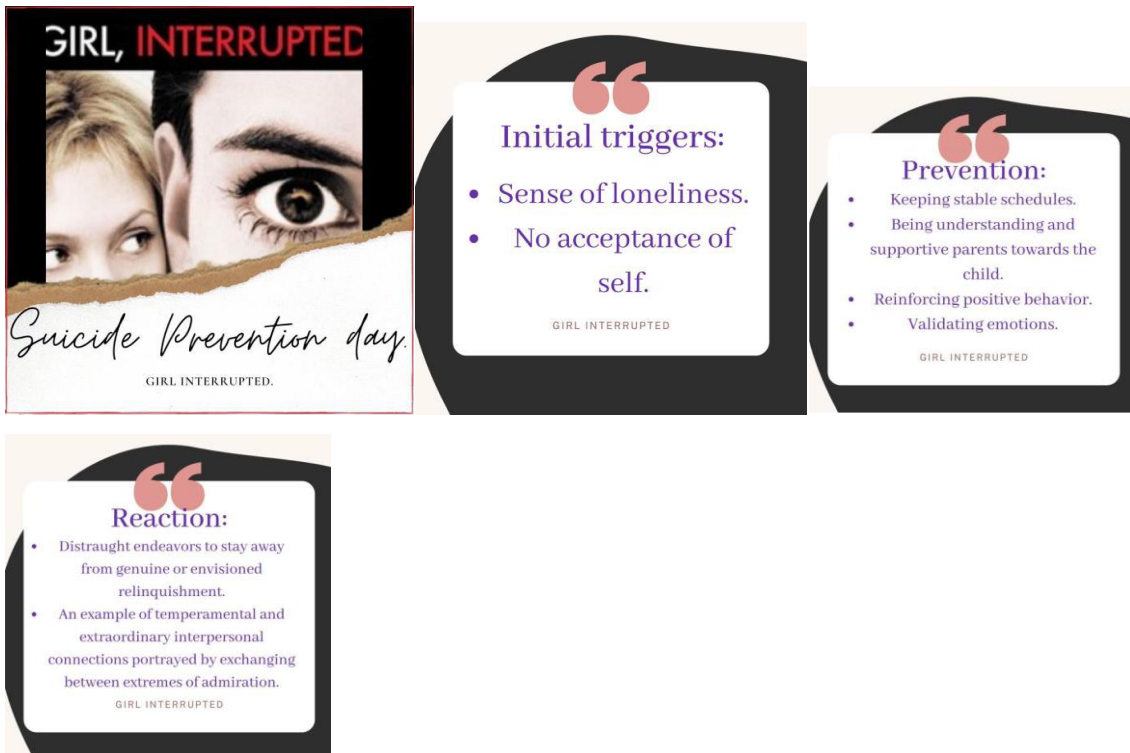 GIRL, INTERRUPTED
Suicide Prevention day.
GIRL INTERRUPTED.
Initial triggers:
• Sense of loneliness.
• No acceptance of
self.
GIRL INTERRUPTED
Prevention:
• Keeping stable schedules.
• Being understanding and
supportive parents towards the
child.
• Reinforcing positive behavior.
• Validating emotions.
GIRL INTERRUPTED
Reaction:
• Distraught endeavors to stay away
from genuine or envisioned
relinquishment.
• An example of temperamental and
extraordinary interpersonal
connections portrayed by exchanging
between extremes of admiration.
GIRL INTERRUPTED